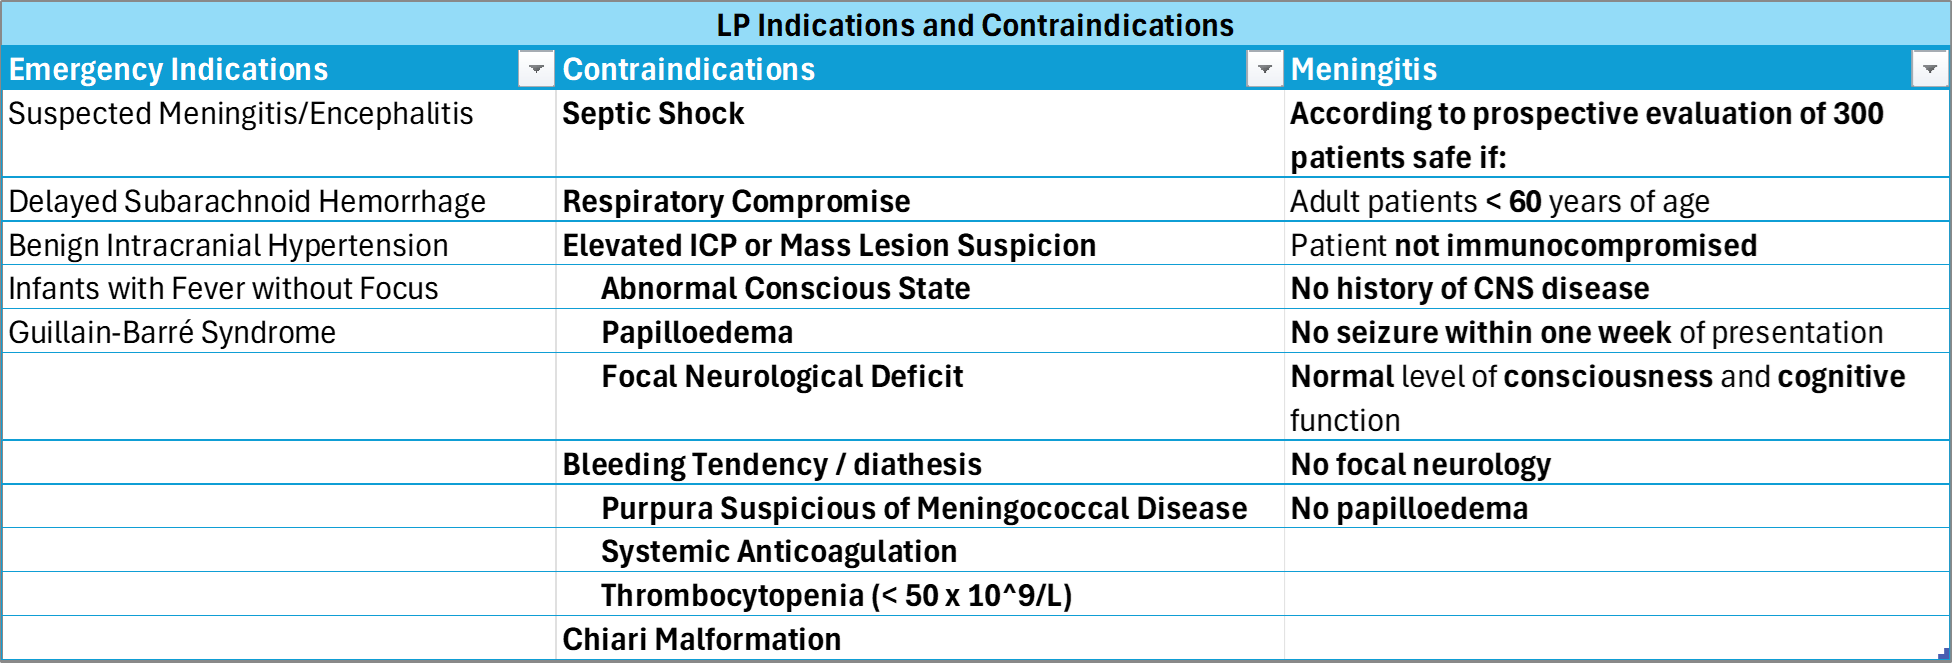 LP Indications and Contraindications
Emergency Indications Contraindications Meningitis
Suspected Meningitis/Encephalitis Septic Shock According to prospective evaluation of 300
patients safe if:
Delayed Subarachnoid Hemorrhage Respiratory Compromise Adult patients < 60 years of age
Benign Intracranial Hypertension Elevated ICP or Mass Lesion Suspicion Patient not immunocompromised
Infants with Fever without Focus Abnormal Conscious State No history of CNS disease
Guillain-Barré Syndrome Papilloedema No seizure within one week of presentation
Focal Neurological Deficit Normal level of consciousness and cognitive
function
Bleeding Tendency / diathesis No focal neurology
Purpura Suspicious of Meningococcal Disease No papilloedema
Systemic Anticoagulation
Thrombocytopenia (< 50 x 10^9/L)
Chiari Malformation